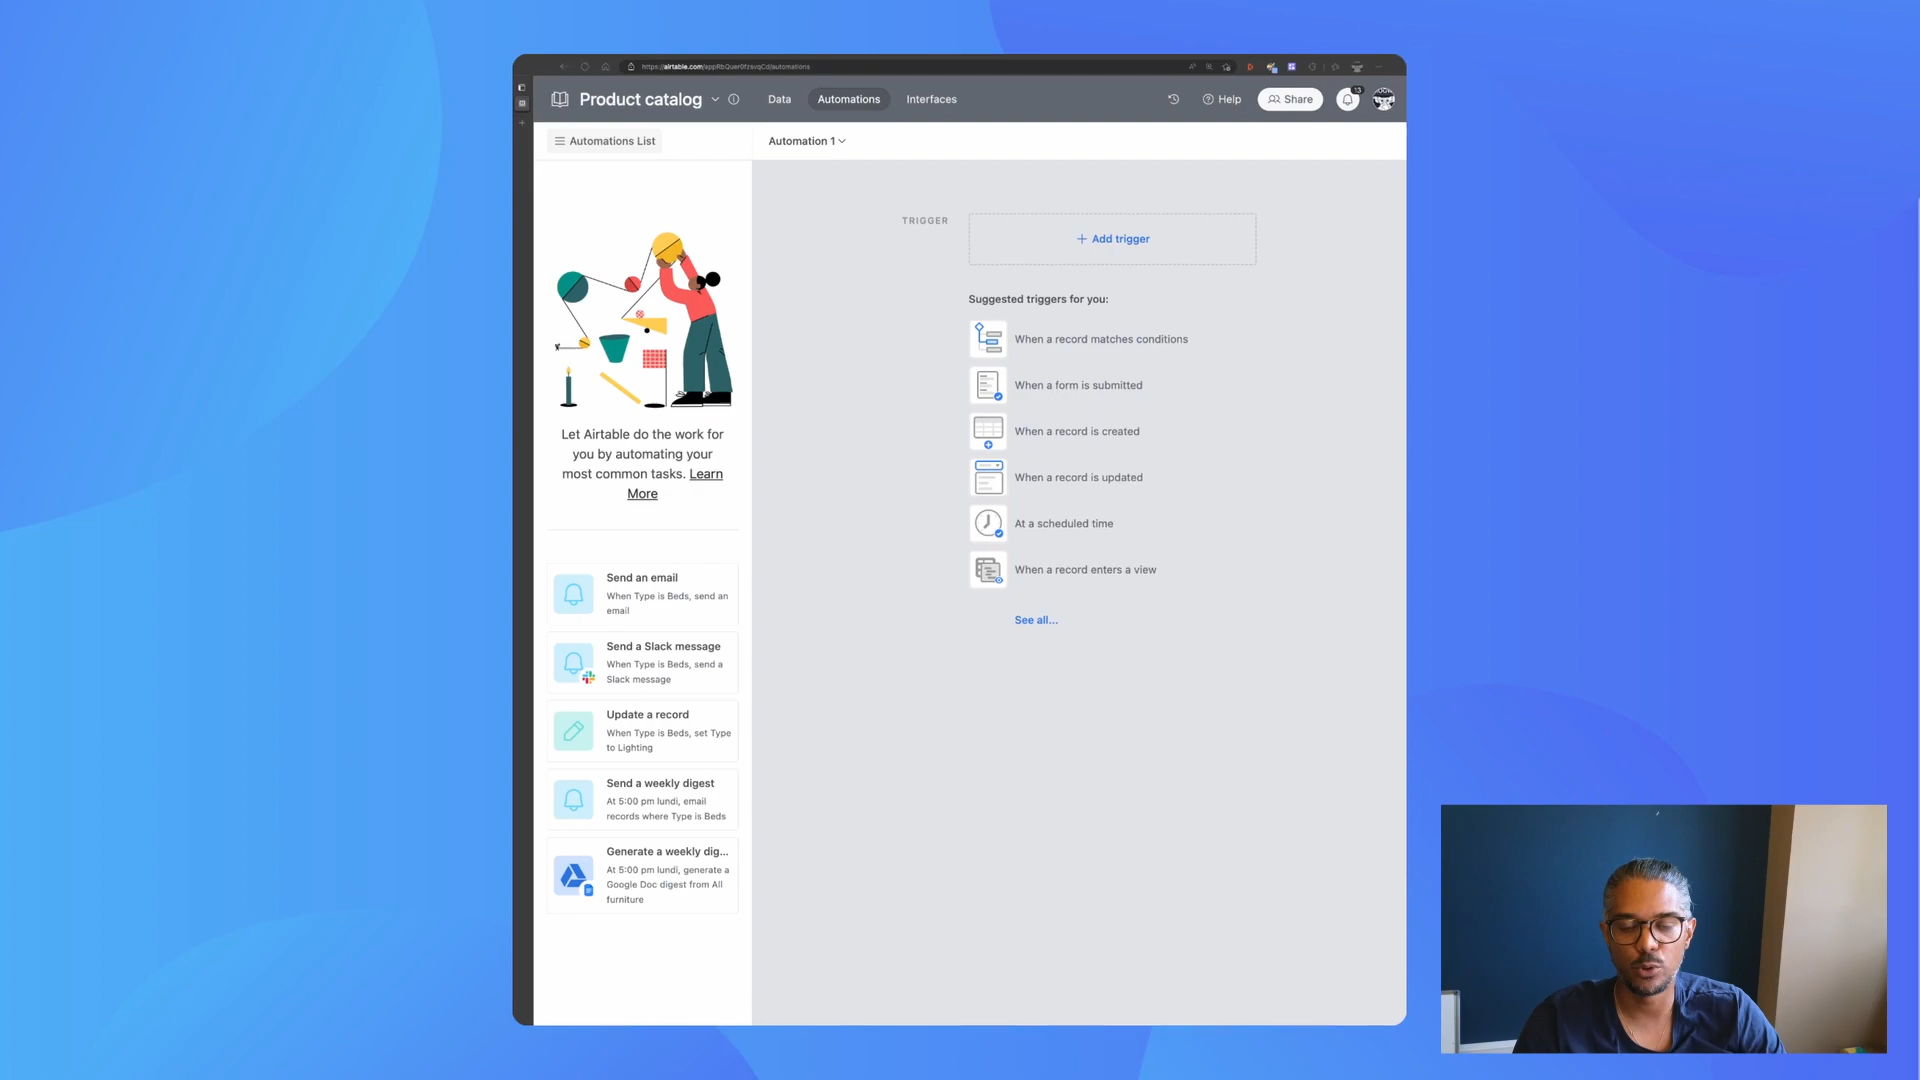 https://airtable.com/appRbQuer0fzsvqCd/automations
Product catalog
Data
Automations
Interfaces
Help
Share
13
Automations List
Automation 1
Let Airtable do the work for
you by automating your
most common tasks. Learn
More
Send an email
When Type is Beds, send an
email
Send a Slack message
When Type is Beds, send a
Slack message
Update a record
When Type is Beds, set Type
to Lighting
Send a weekly digest
At 5:00 pm lundi, email
records where Type is Beds
Generate a weekly dig...
At 5:00 pm lundi, generate a
Google Doc digest from All
furniture
TRIGGER
+ Add trigger
Suggested triggers for you:
When a record matches conditions
When a form is submitted
When a record is created
When a record is updated
At a scheduled time
When a record enters a view
See all...